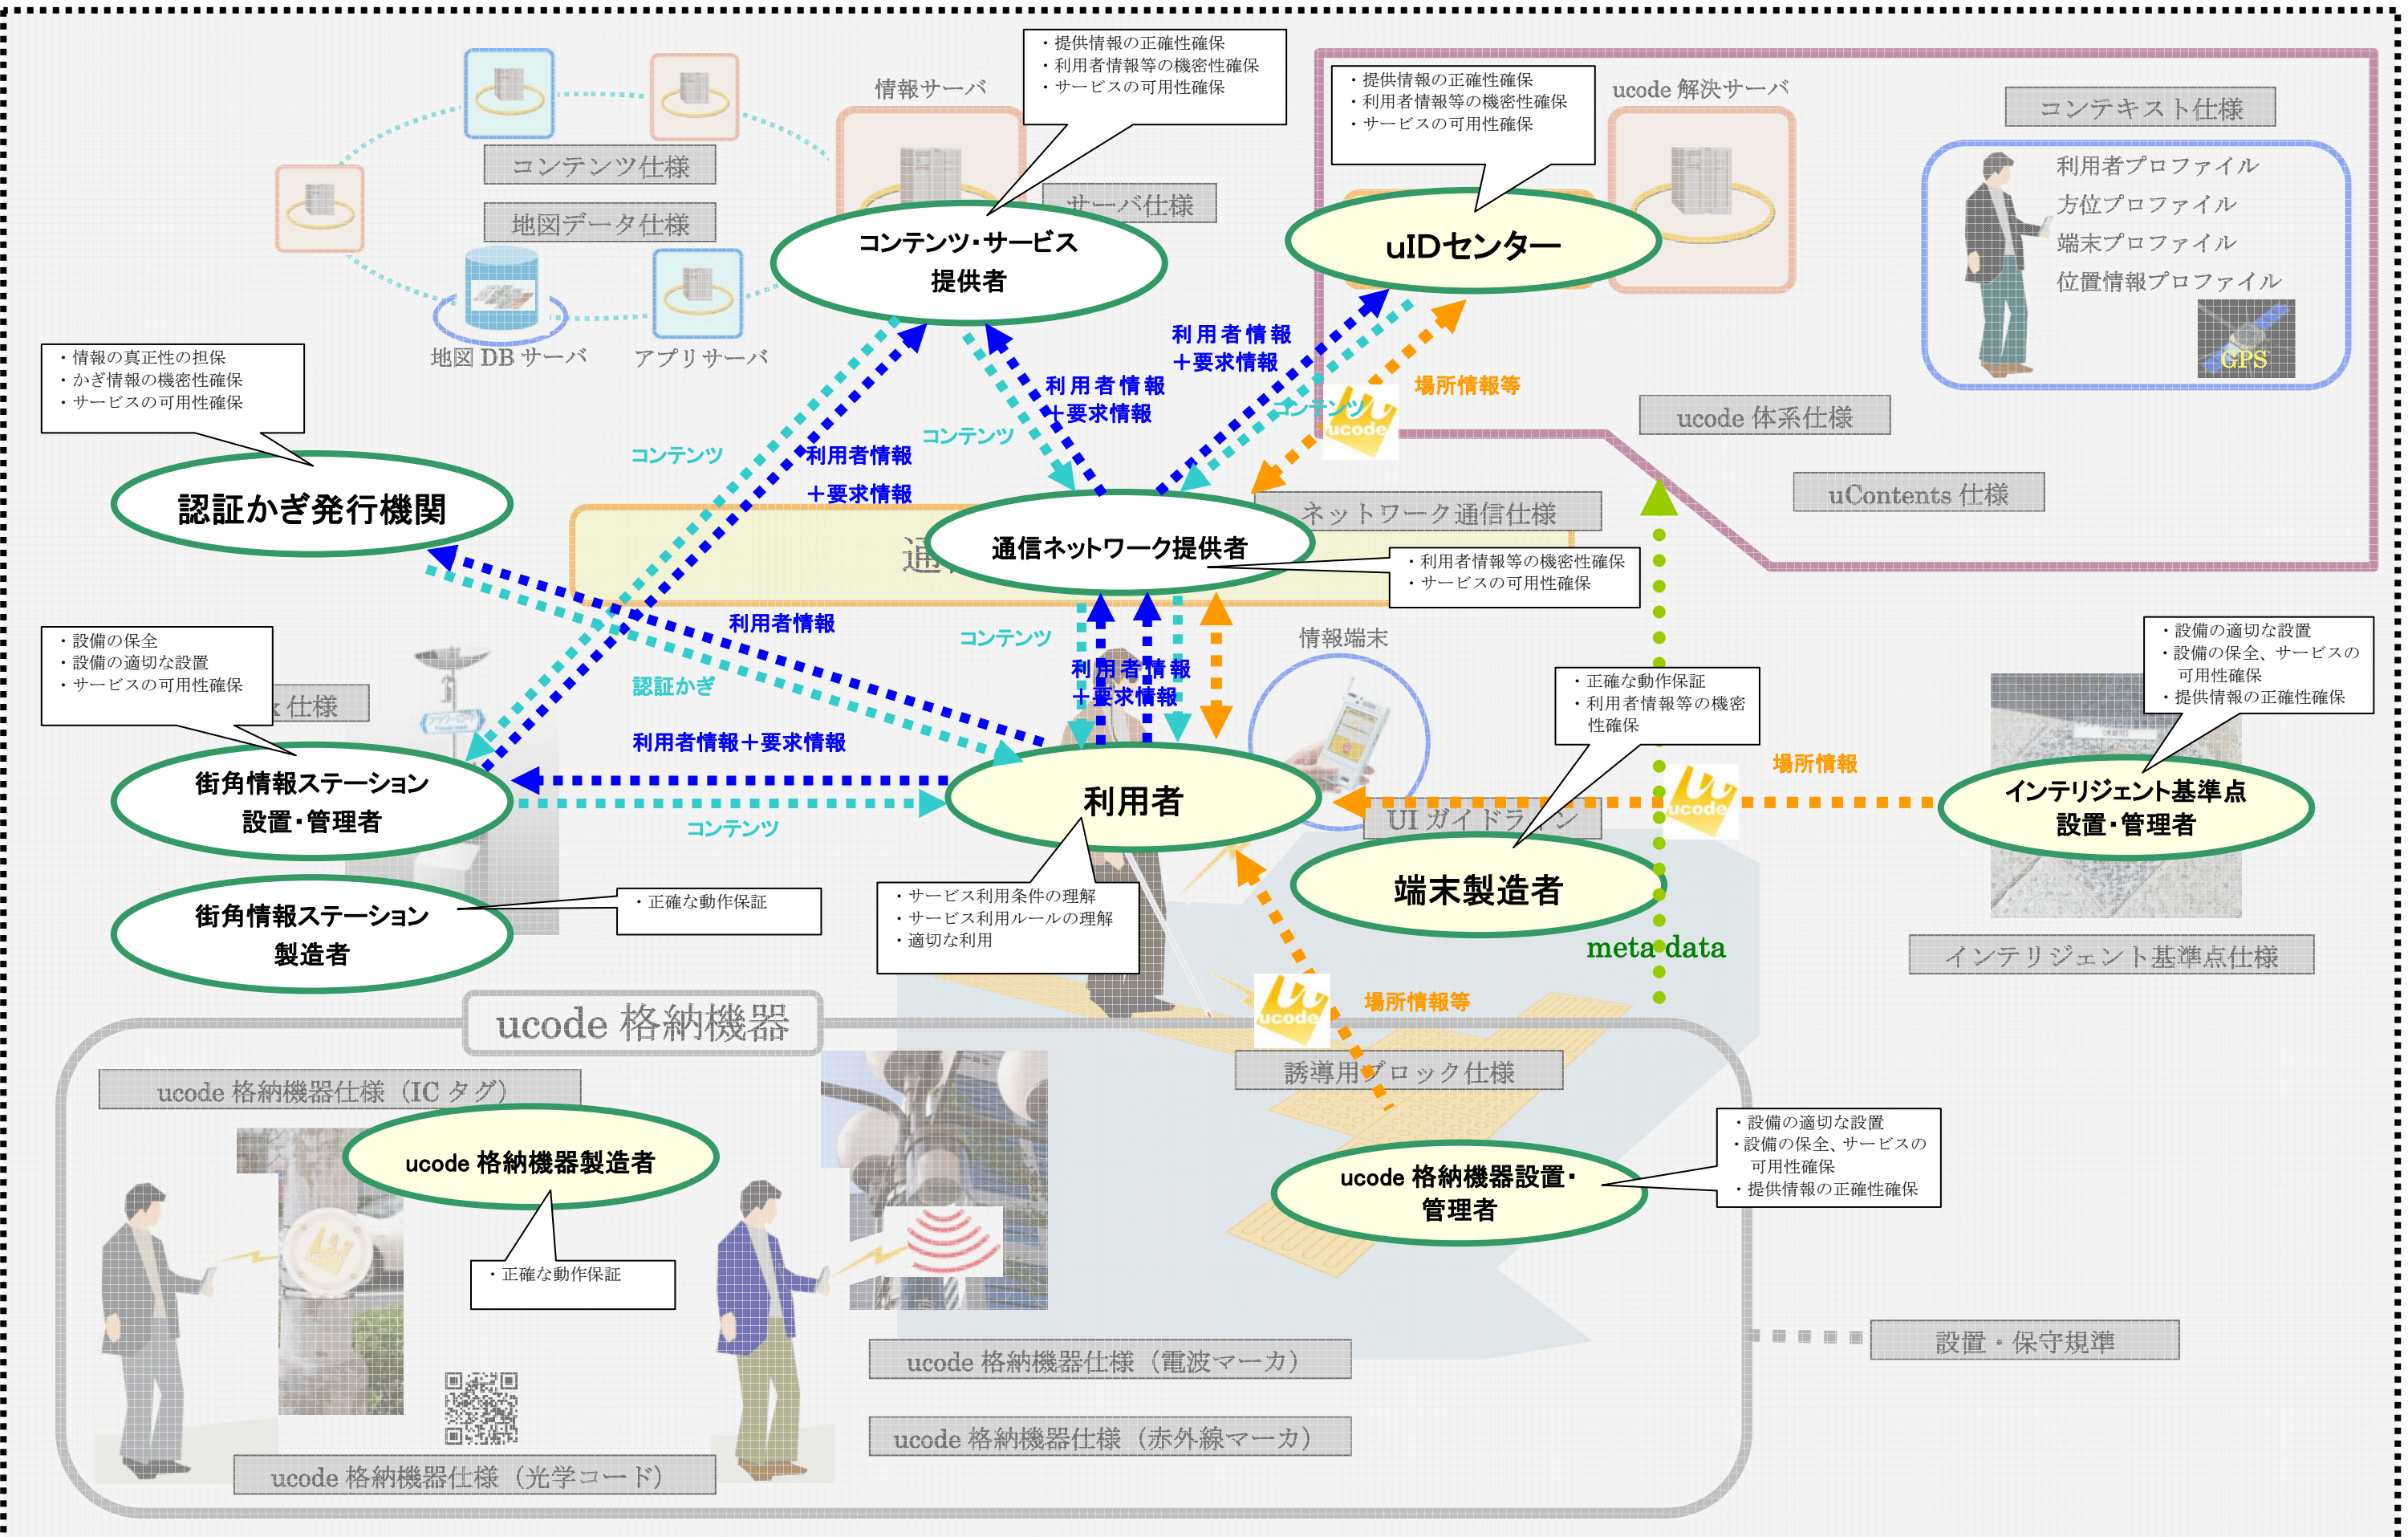 ・提供情報の正確性確保
・利用者情報等の機密性確保
・サービスの可用性確保
情報サーバ
・提供情報の正確性確保
・利用者情報等の機密性確保
・サービスの可用性確保
ucode 解決サーバ
コンテキスト仕様
利用者プロファイル
方位プロファイル
端末プロファイル
位置情報プロファイル
GPS
コンテンツ仕様
地図データ仕様
サーバ仕様
コンテンツ・サービス
提供者
uIDセンター
地図 DB サーバ
アプリサーバ
・情報の真正性の担保
・かぎ情報の機密性確保
・サービスの可用性確保
利用者情報
＋要求情報
利用者情報
＋要求情報
場所情報等
コンテンツ
ucode
ucode 体系仕様
コンテンツ
コンテンツ
利用者情報
＋要求情報
uContents 仕様
認証かぎ発行機関
ネットワーク通信仕様
通
通信ネットワーク提供者
・利用者情報等の機密性確保
・サービスの可用性確保
利用者情報
コンテンツ
情報端末
・設備の保全
・設備の適切な設置
・サービスの可用性確保
仕様
認証かぎ
利用者情報
＋要求情報
・正確な動作保証
・利用者情報等の機密
性確保
・設備の適切な設置
・設備の保全、サービスの
可用性確保
・提供情報の正確性確保
利用者情報＋要求情報
場所情報
ucode
街角情報ステーション
設置・管理者
コンテンツ
利用者
UI ガイドライン
インテリジェント基準点
設置・管理者
端末製造者
街角情報ステーション
製造者
・正確な動作保証
・サービス利用条件の理解
・サービス利用ルールの理解
・適切な利用
meta data
インテリジェント基準点仕様
場所情報等
ucode
ucode 格納機器
誘導用ブロック仕様
ucode 格納機器仕様（IC タグ）
ucode 格納機器製造者
・正確な動作保証
ucode 格納機器設置・
管理者
・設備の適切な設置
・設備の保全、サービスの
可用性確保
・提供情報の正確性確保
ucode
ucode 格納機器仕様（電波マーカ）
設置・保守規準
ucode 格納機器仕様（赤外線マーカ）
ucode 格納機器仕様（光学コード）